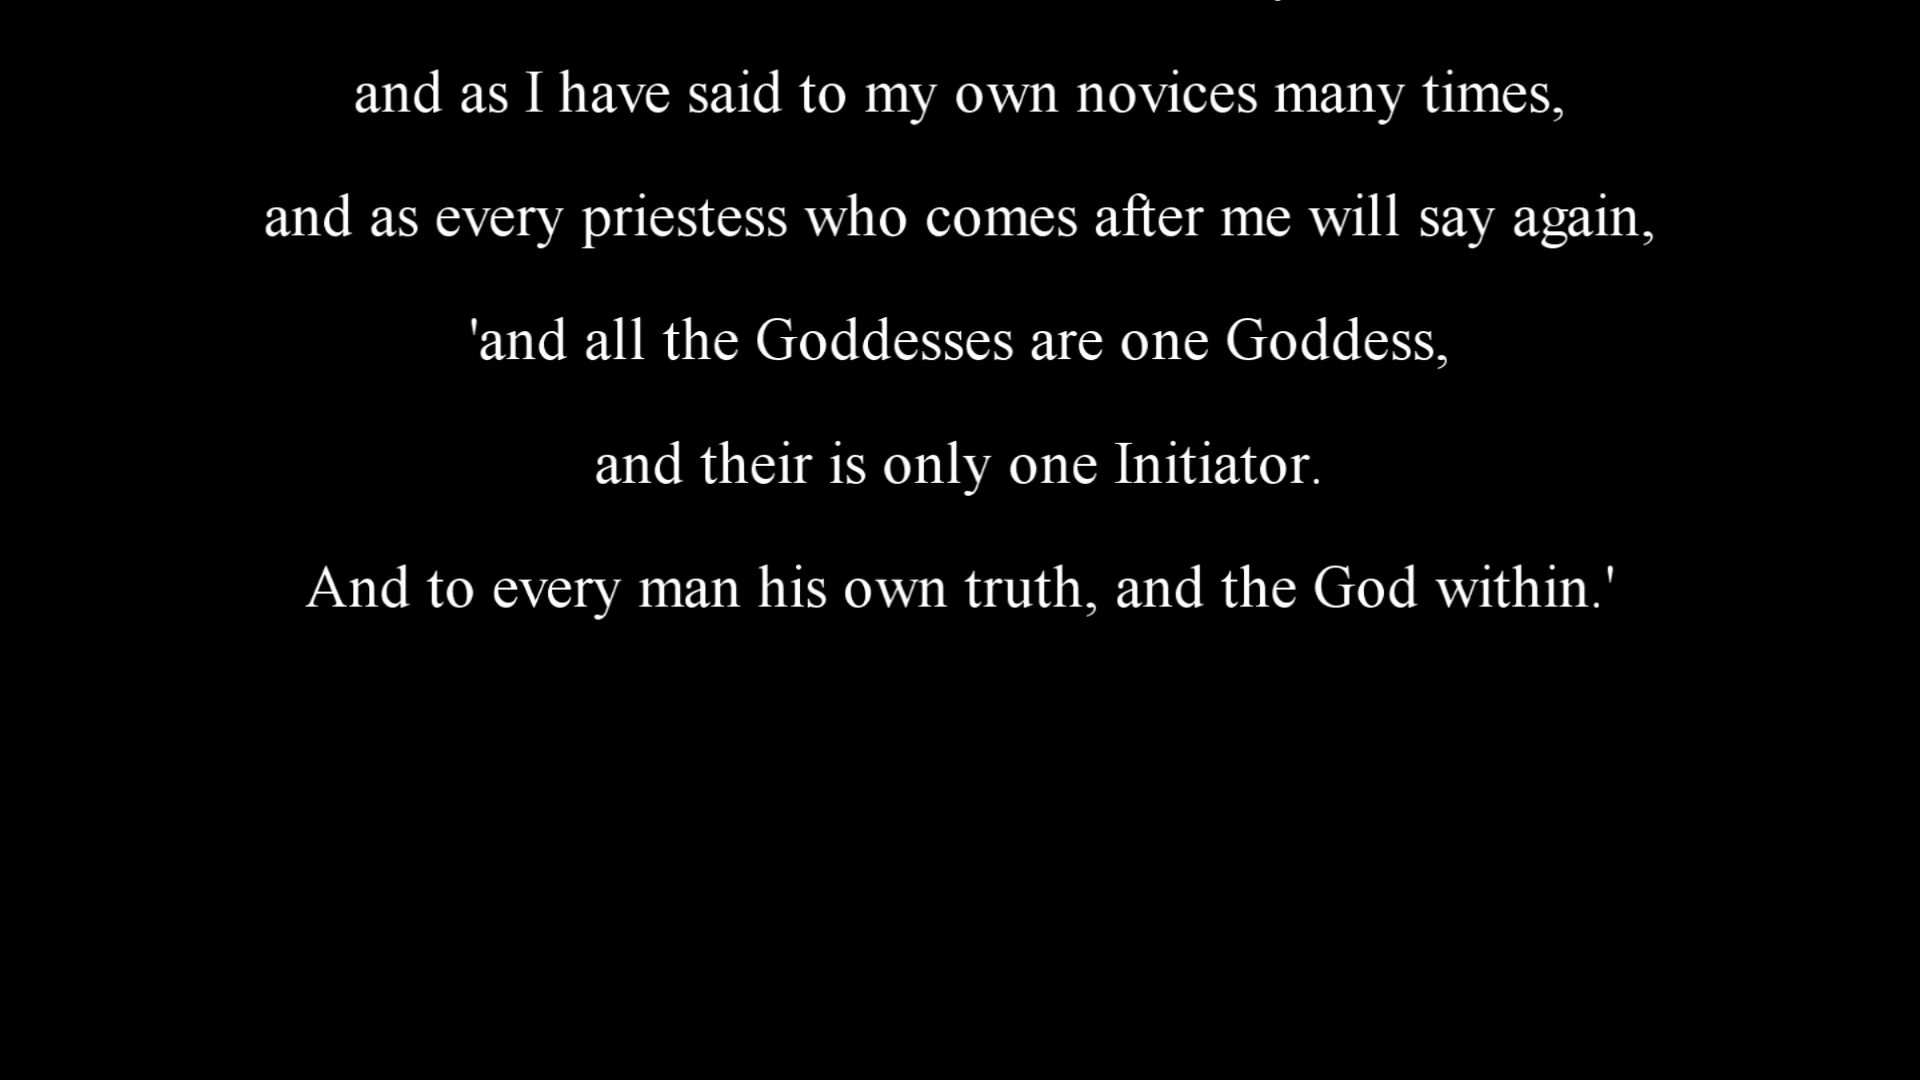 and as I have said to my own novices many times,
and as every priestess who comes after me will say again,
'and all the Goddesses are one Goddess,
and their is only one Initiator.
And to every man his own truth, and the God within.'